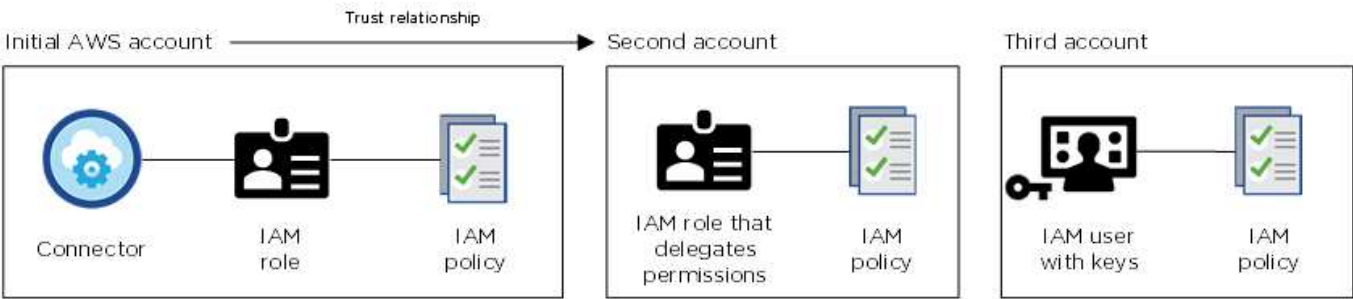 Trust relationship
Initial AWS account
Second account
Third account
Connector
IAM
role
IAM
policy
IAM role that
delegates
permissions
IAM
policy
IAM user
with keys
IAM
policy